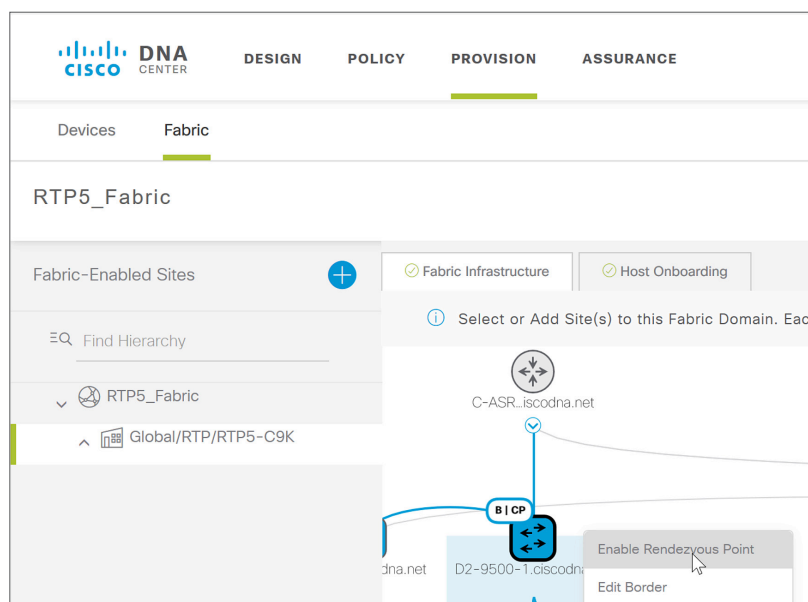 CISCO DNA CENTER
DESIGN POLICY PROVISION ASSURANCE
Devices Fabric
RTP5_Fabric
Fabric-Enabled Sites
Fabric Infrastructure Host Onboarding
Select or Add Site(s) to this Fabric Domain. Eac
Find Hierarchy
RTP5_Fabric
C-ASR...iscodna.net
Global/RTP/RTP5-C9K
B | CP
Enable Rendezvous Point
dna.net D2-9500-1.ciscodn
Edit Border